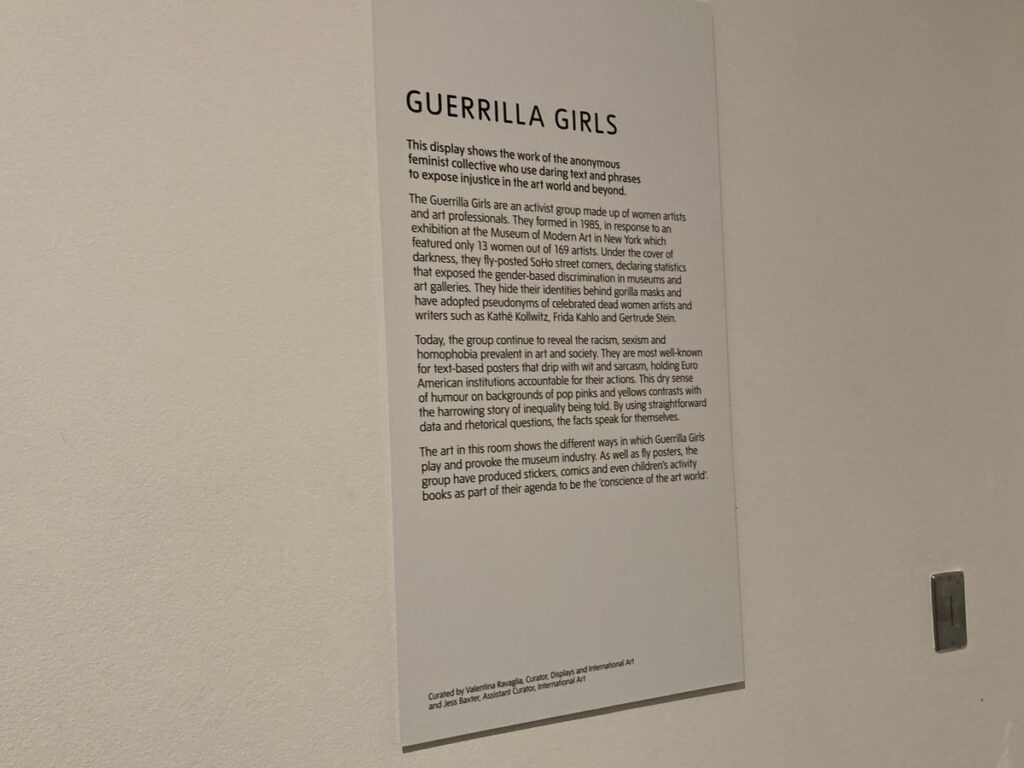 GUERRILLA GIRLS
This display shows the work of the anonymous
feminist collective who use daring text and phrases
to expose injustice in the art world and beyond.
The Guerrilla Girls are an activist group made up of women artists
and art professionals. They formed in 1985, in response to an
exhibition at the Museum of Modern Art in New York which
featured only 13 women out of 169 artists. Under the cover of
darkness, they fly-posted SoHo street corners, declaring statistics
that exposed the gender-based discrimination in museums and
art galleries. They hide their identities behind gorilla masks and
have adopted pseudonyms of celebrated dead women artists and
writers such as Kathë Kollwitz, Frida Kahlo and Gertrude Stein.
Today, the group continue to reveal the racism, sexism and
homophobia prevalent in art and society. They are most well-known
for text-based posters that drip with wit and sarcasm, holding Euro
American institutions accountable for their actions. This dry sense
of humour on backgrounds of pop pinks and yellows contrasts with
the harrowing story of inequality being told. By using straightforward
data and rhetorical questions, the facts speak for themselves.
The art in this room shows the different ways in which Guerrilla Girls
play and provoke the museum industry. As well as fly posters, the
group have produced stickers, comics and even children's activity
books as part of their agenda to be the 'conscience of the art world'.
Curated by Valentina Ravaglia, Curator, Displays and International Art
and Jess Baxter, Assistant Curator, International Art